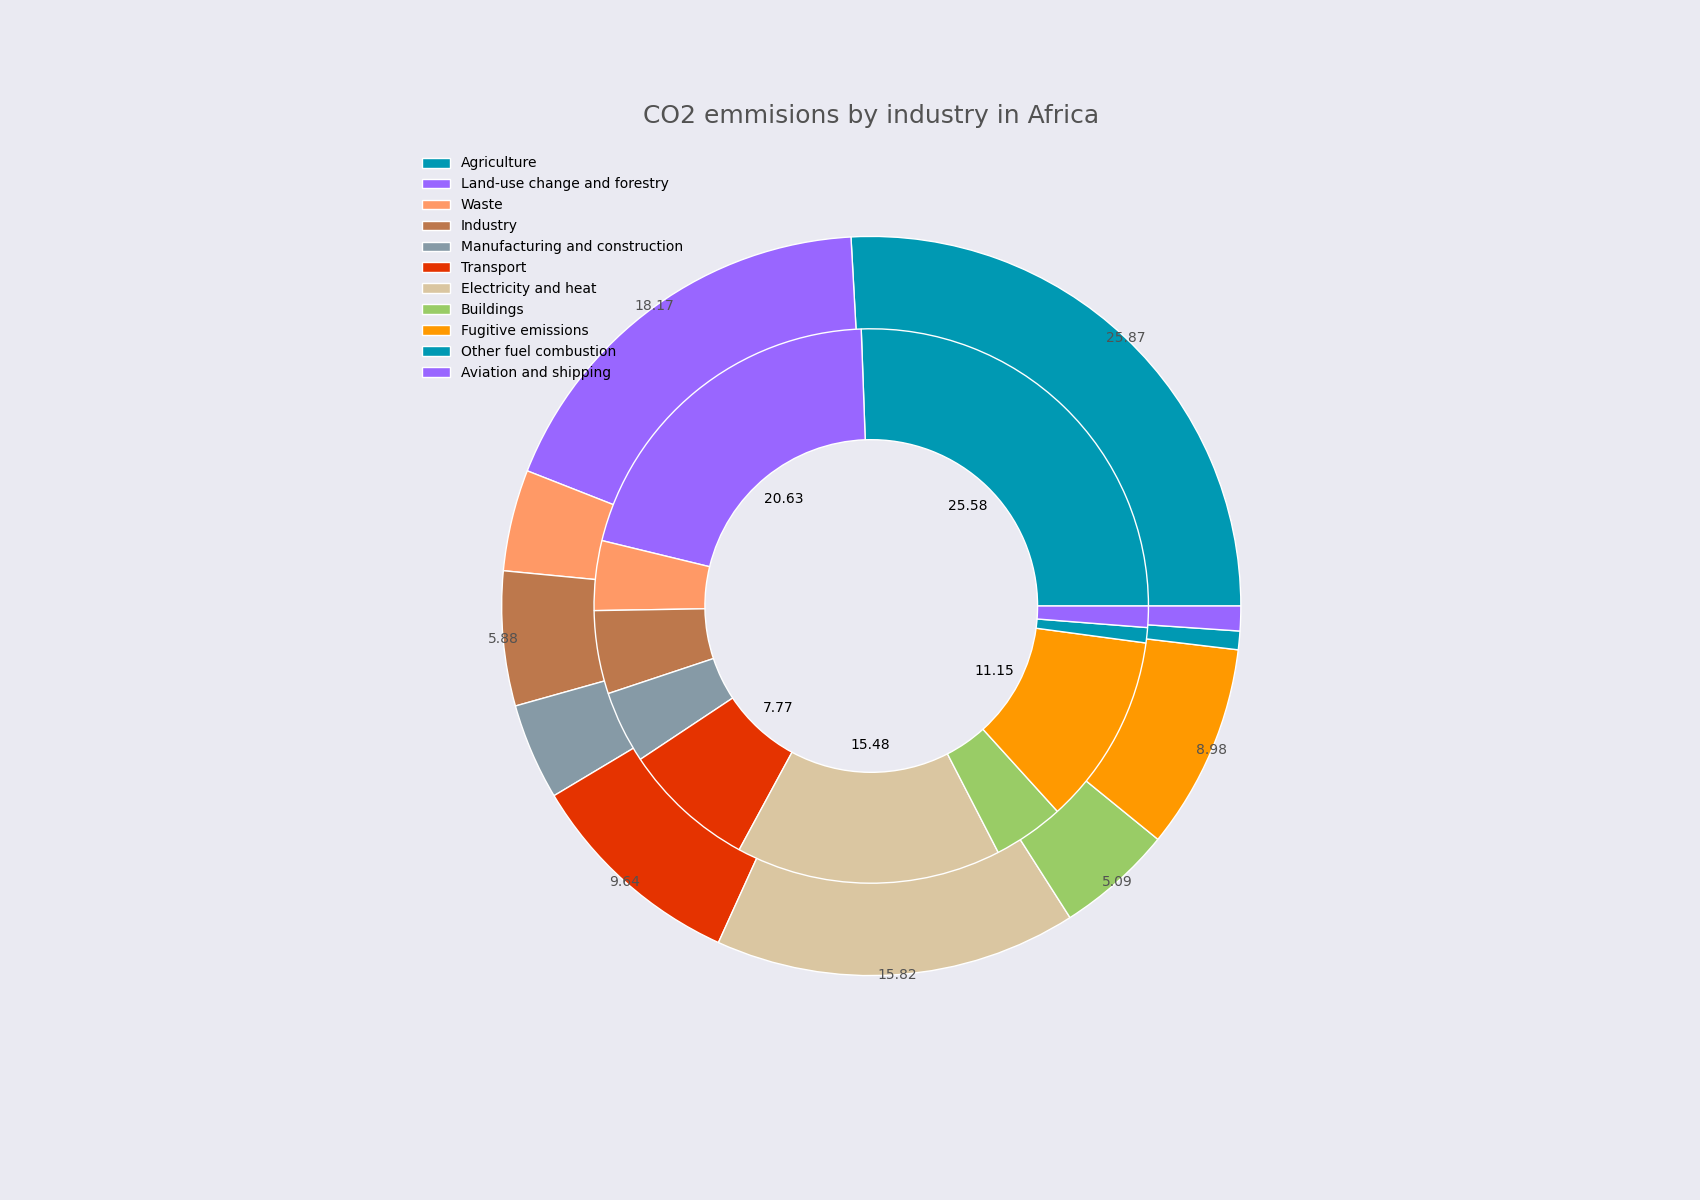 CO2 emmisions by industry in Africa
Agriculture
Land-use change and forestry
Waste
Industry
Manufacturing and construction
Transport
Electricity and heat
Buildings
Fugitive emissions
Other fuel combustion
Aviation and shipping
18.17
25.87
20.63
25.58
5.88
11.15
7.77
15.48
8.98
9.64
5.09
15.82